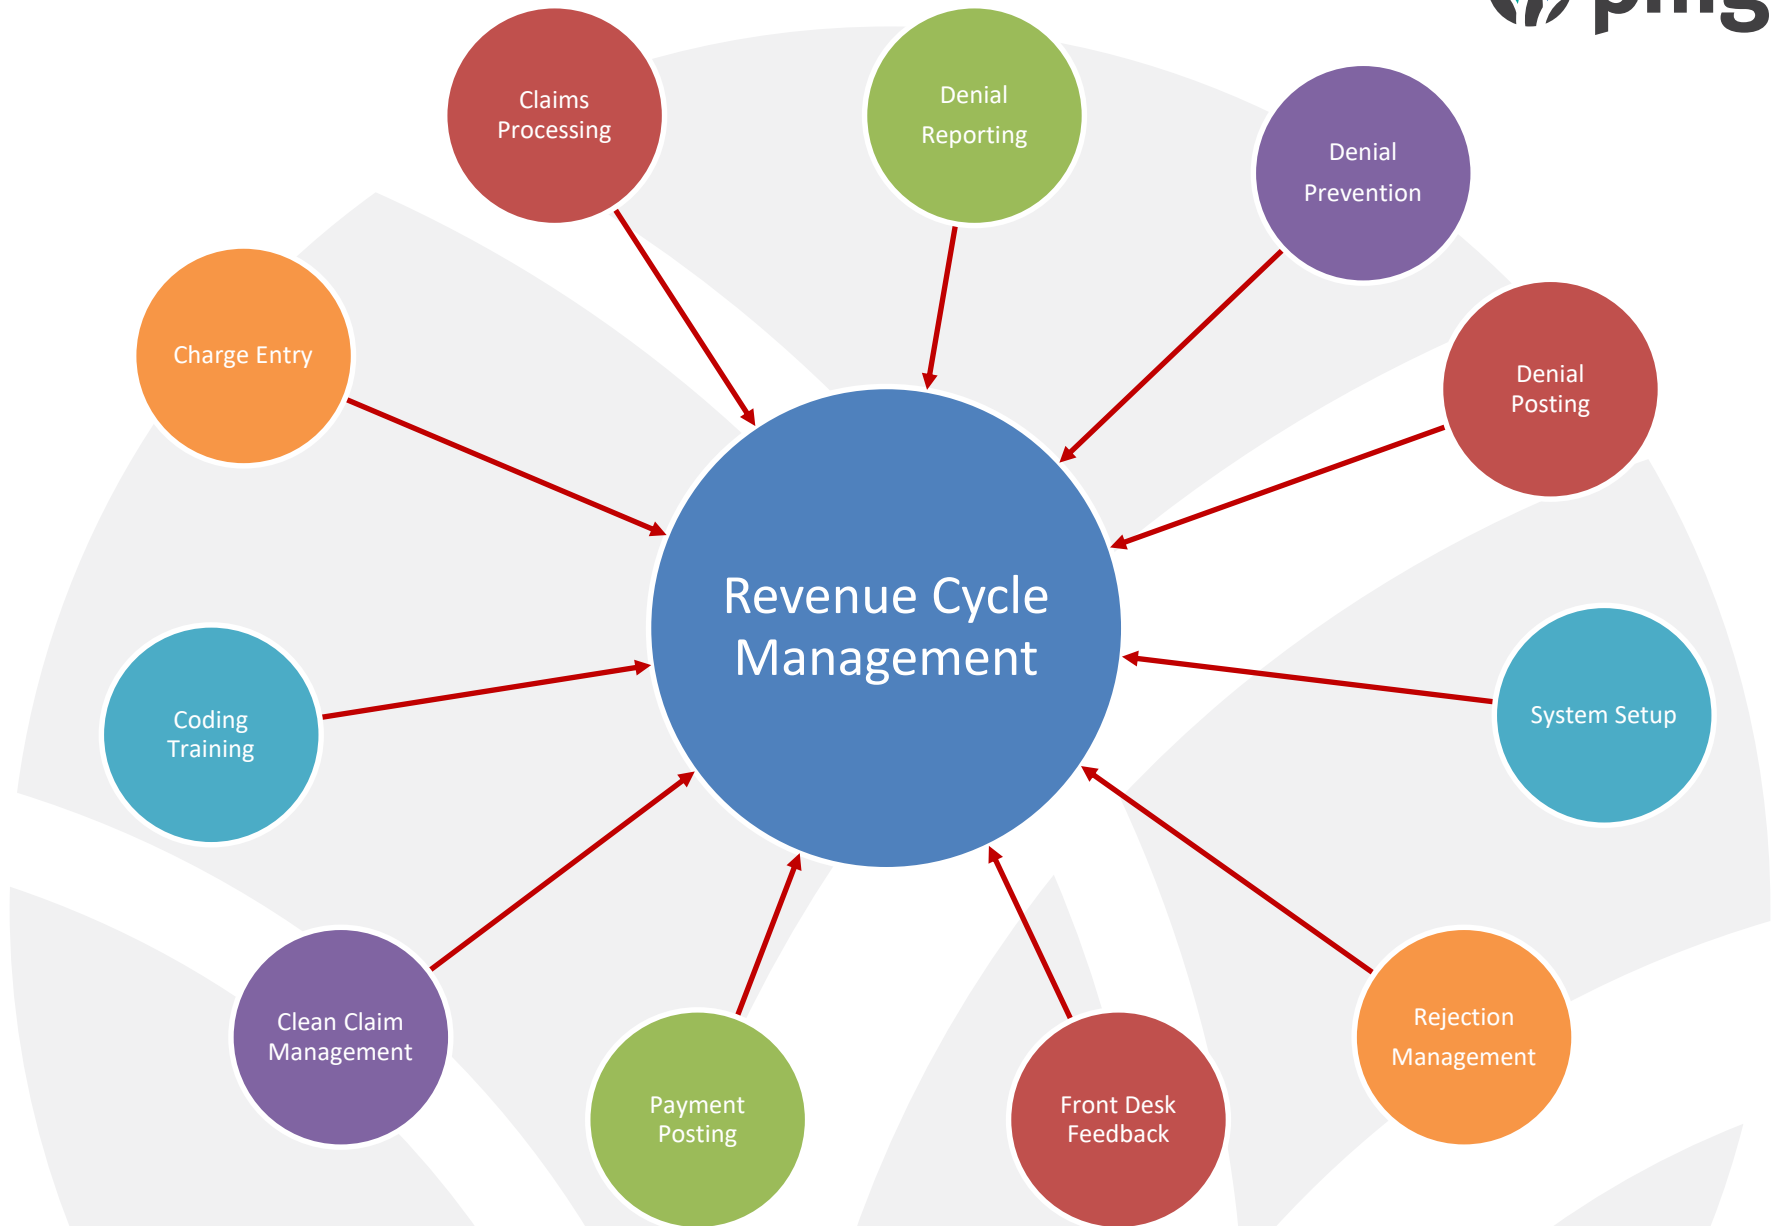 pmg
Claims
Processing
Denial
Reporting
Denial
Prevention
Charge Entry
Denial
Posting
Revenue Cycle
Management
Coding
Training
System Setup
Clean Claim
Management
Rejection
Management
Payment
Posting
Front Desk
Feedback